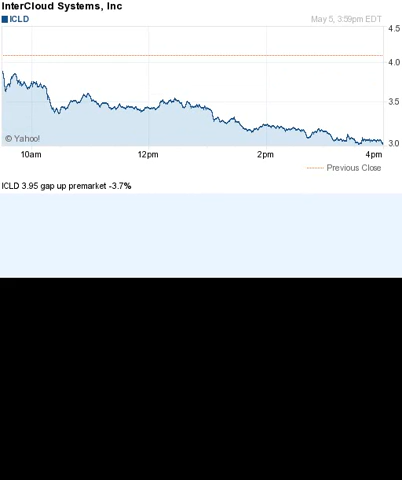 InterCloud Systems, Inc
ICLD May 5, 3:59pm EDT
4.5
4.0
3.5
3.0
© Yahoo!
10am 12pm 2pm 4pm
Previous Close
ICLD 3.95 gap up premarket -3.7%